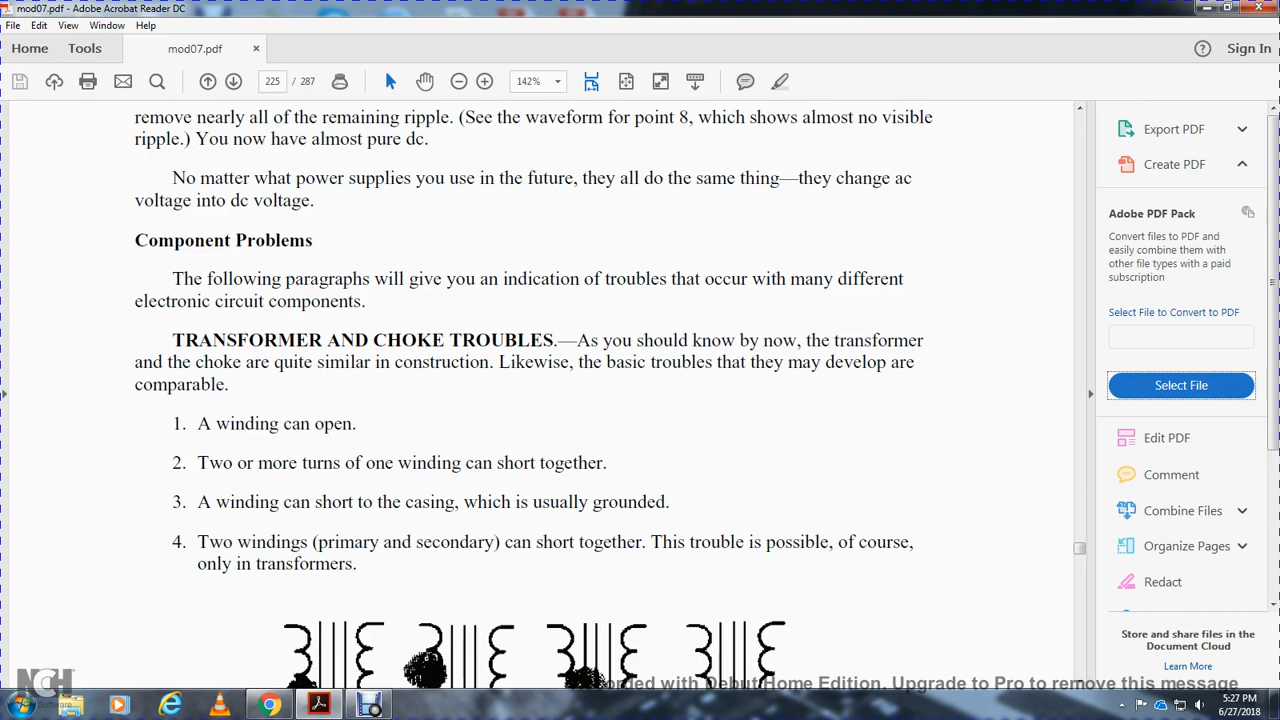 mod07.pdf - Adobe Acrobat Reader DC
File Edit View Window Help
Home Tools mod07.pdf × Sign In
225 / 287 142%
remove nearly all of the remaining ripple. (See the waveform for point 8, which shows almost no visible
ripple.) You now have almost pure dc.
No matter what power supplies you use in the future, they all do the same thing—they change ac
voltage into dc voltage.
Component Problems
The following paragraphs will give you an indication of troubles that occur with many different
electronic circuit components.
TRANSFORMER AND CHOKE TROUBLES.—As you should know by now, the transformer
and the choke are quite similar in construction. Likewise, the basic troubles that they may develop are
comparable.
1. A winding can open.
2. Two or more turns of one winding can short together.
3. A winding can short to the casing, which is usually grounded.
4. Two windings (primary and secondary) can short together. This trouble is possible, of course,
only in transformers.
Export PDF
Create PDF
Adobe PDF Pack
Convert files to PDF and
easily combine them with
other file types with a paid
subscription
Select File to Convert to PDF
Select File
Edit PDF
Comment
Combine Files
Organize Pages
Redact
Store and share files in the
Document Cloud
Learn More
NCH
Software
Debut Home Edition. Upgrade to Pro to remove this message
5:27 PM
6/27/2018